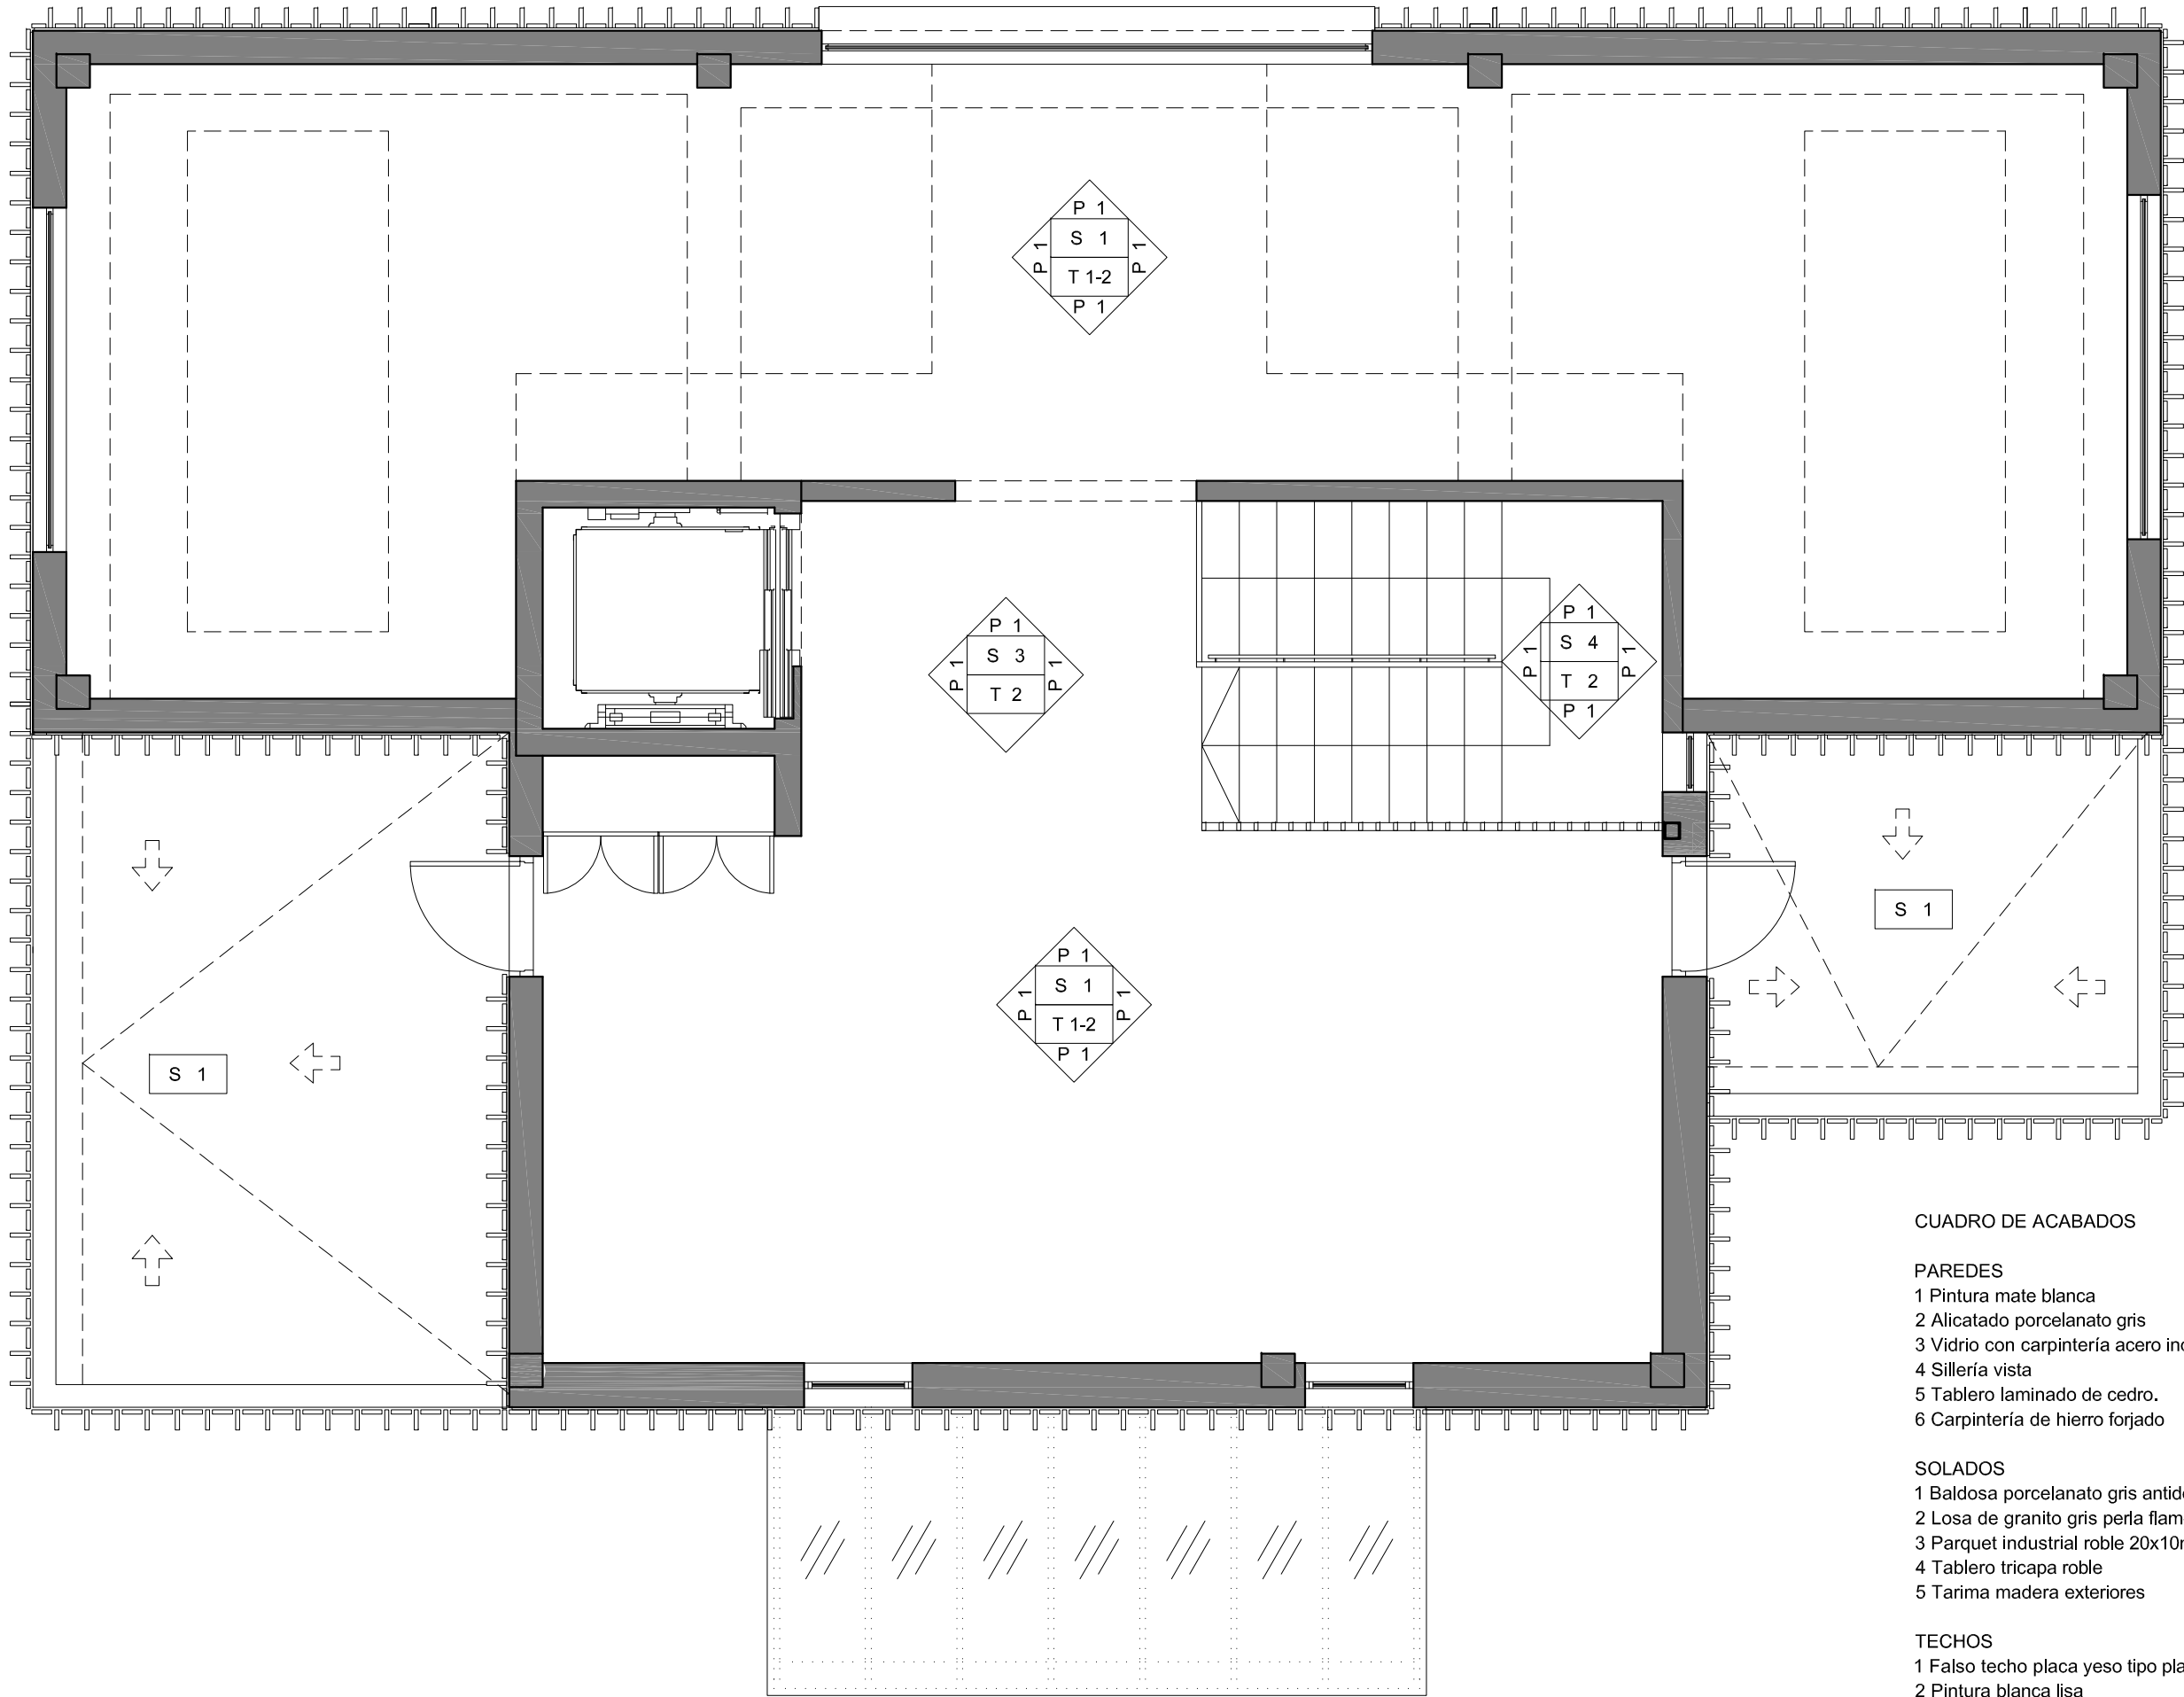 P 1
S 1
P 1
P 1
T 1-2
P 1
P 1
S 3
P 1
P 1
T 2
P 1
S 4
P 1
P 1
T 2
P 1
S 1
P 1
S 1
P 1
P 1
T 1-2
P 1
S 1
CUADRO DE ACABADOS
PAREDES
1 Pintura mate blanca
2 Alicatado porcelanato gris
3 Vidrio con carpintería acero
4 Sillería vista
5 Tablero laminado de cedro.
6 Carpintería de hierro forjado
SOLADOS
1 Baldosa porcelanato gris
2 Losa de granito gris perla
3 Parquet industrial roble
4 Tablero tricapa roble
5 Tarima madera exteriores
TECHOS
1 Falso techo placa yeso tipo
2 Pintura blanca lisa